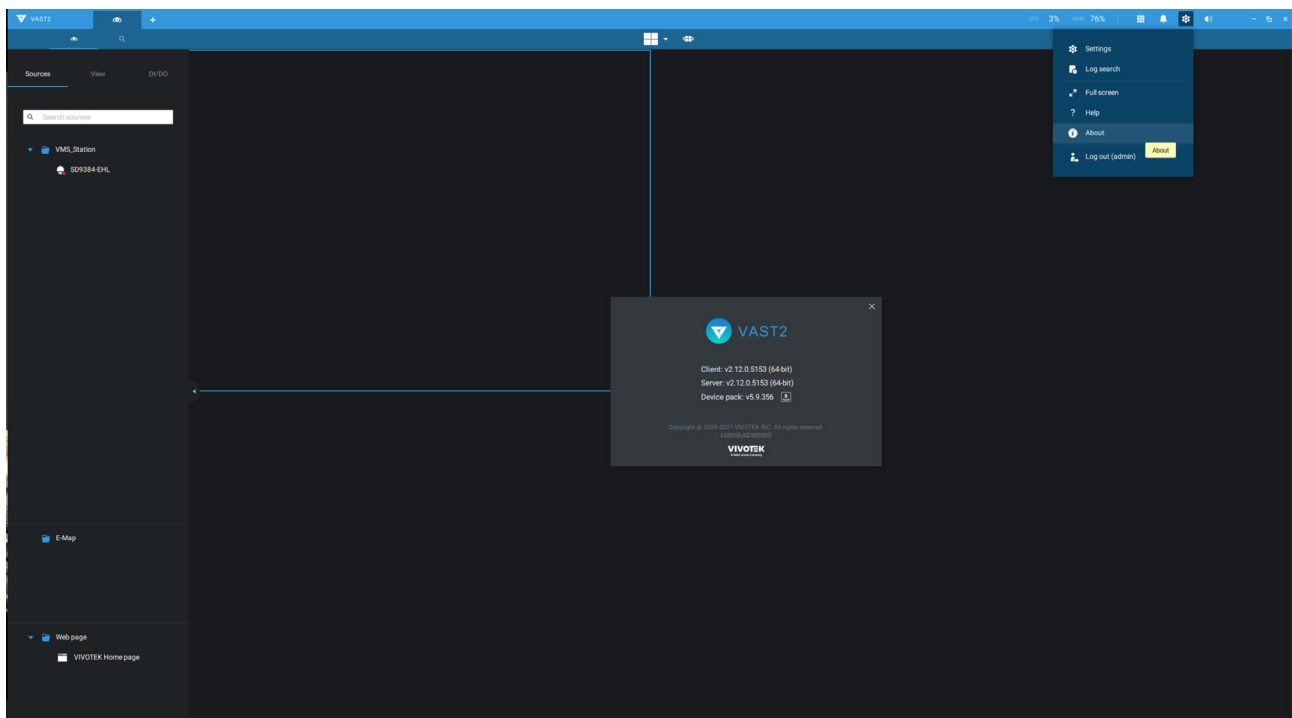 VAST2
+
CPU 3% MEM 76%
Sources View DI/DO
Search sources
VMS_Station
SD9384-EHL
E-Map
Web page
VIVOTEK Home page
Settings
Log search
Full screen
? Help
About
About
Log out (admin)
VAST2
Client: v2.12.0.5153 (64-bit)
Server: v2.12.0.5153 (64-bit)
Device pack: v5.9.356
Copyright @ 2009-2021 VIVOTEK INC. All rights reserved.
License agreement
VIVOTEK
A Delta Group Company